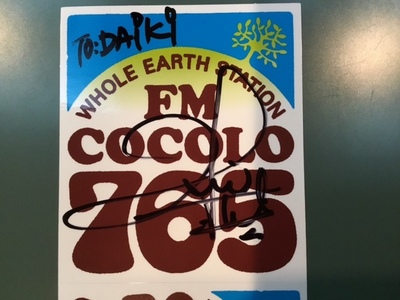 TO: DAIKI
WHOLE EARTH STATION
FM
COCOLO
765